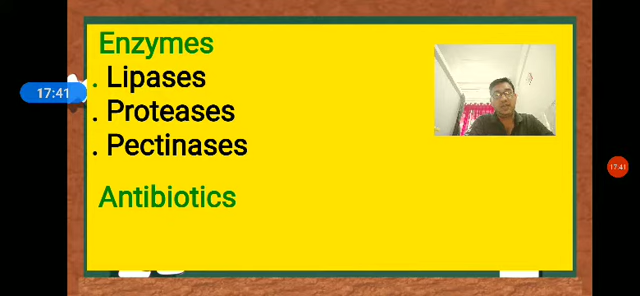 Enzymes
. Lipases
17:41
. Proteases
. Pectinases
17:41
Antibiotics